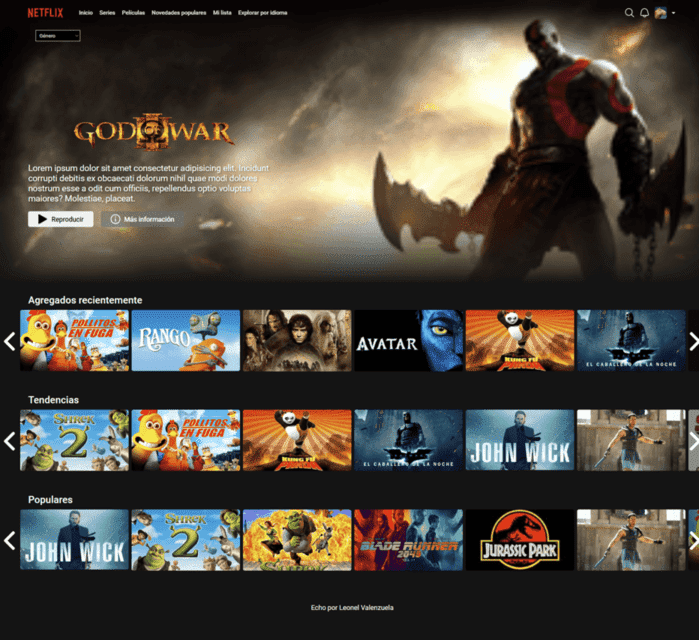 NETFLIX
Inicio Series Películas Novedades populares Mi lista Explorar por idioma
Género
GOD OF WAR
III
Lorem ipsum dolor sit amet consectetur adipisicing elit. Incidunt
corrupti debitis ex obcaecati dolorum nihil quae modi dolores
nostrum esse a odit cum officiis, repellendus optio voluptas
maiores? Molestiae, placeat.
Reproducir Más información
Agregados recientemente
POLLITOS EN FUGA
RANGO
AVATAR
KUNG FU PANDA
EL CABALLERO DE LA NOCHE
Tendencias
SHREK 2
POLLITOS EN FUGA
KUNG FU PANDA
EL CABALLERO DE LA NOCHE
JOHN WICK
Populares
JOHN WICK
SHREK 2
BLADE RUNNER 2049
JURASSIC PARK
Echo por Leonel Valenzuela